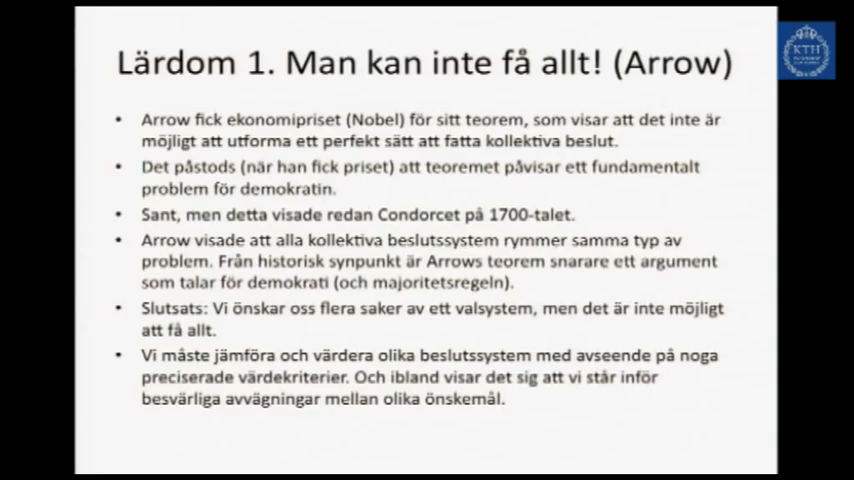 Lärdom 1. Man kan inte få allt! (Arrow)
KTH
• Arrow fick ekonomipriset (Nobel) för sitt teorem, som visar att det inte är
möjligt att utforma ett perfekt sätt att fatta kollektiva beslut.
• Det påstods (när han fick priset) att teoremet påvisar ett fundamentalt
problem för demokratin.
• Sant, men detta visade redan Condorcet på 1700-talet.
• Arrow visade att alla kollektiva beslutssystem rymmer samma typ av
problem. Från historisk synpunkt är Arrows teorem snarare ett argument
som talar för demokrati (och majoritetsregeln).
• Slutsats: Vi önskar oss flera saker av ett valsystem, men det är inte möjligt
att få allt.
• Vi måste jämföra och värdera olika beslutssystem med avseende på noga
preciserade värdekriterier. Och ibland visar det sig att vi står inför
besvärliga avvägningar mellan olika önskemål.